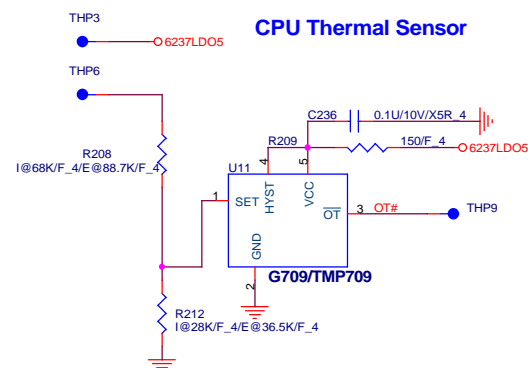 THP3
CPU Thermal Sensor
6237LDO5
THP6
C236
0.1U/10V/X5R_4
R209
150/F_4
6237LDO5
R208
I@68K/F_4/E@88.7K/F_4
U11
4
5
1
SET
HYST
VCC
OT
3
OT#
THP9
GND
2
G709/TMP709
R212
I@28K/F_4/E@36.5K/F_4